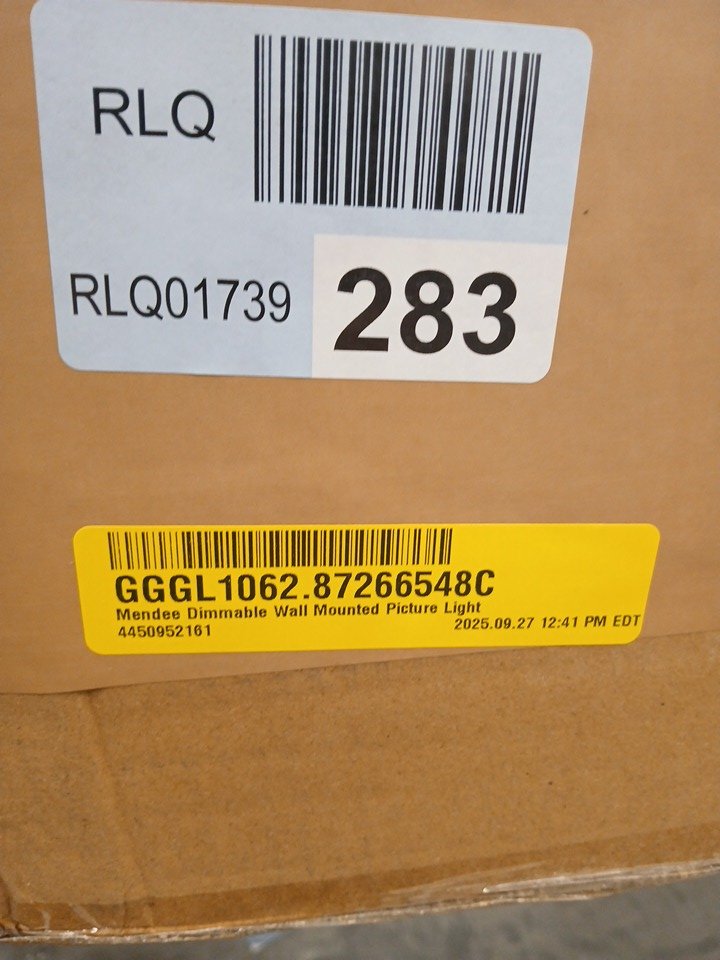 RLQ
RLQ01739
283
GGGL1062.87266548C
Mendee Dimmable Wall Mounted Picture Light
4450952161
2025.09.27 12:41 PM EDT